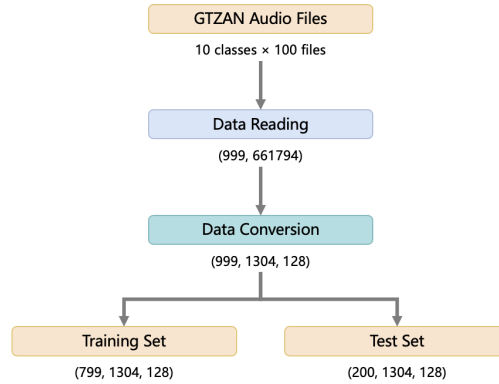 GTZAN Audio Files
10 classes × 100 files
Data Reading
(999, 661794)
Data Conversion
(999, 1304, 128)
Training Set
Test Set
(799, 1304, 128)
(200, 1304, 128)